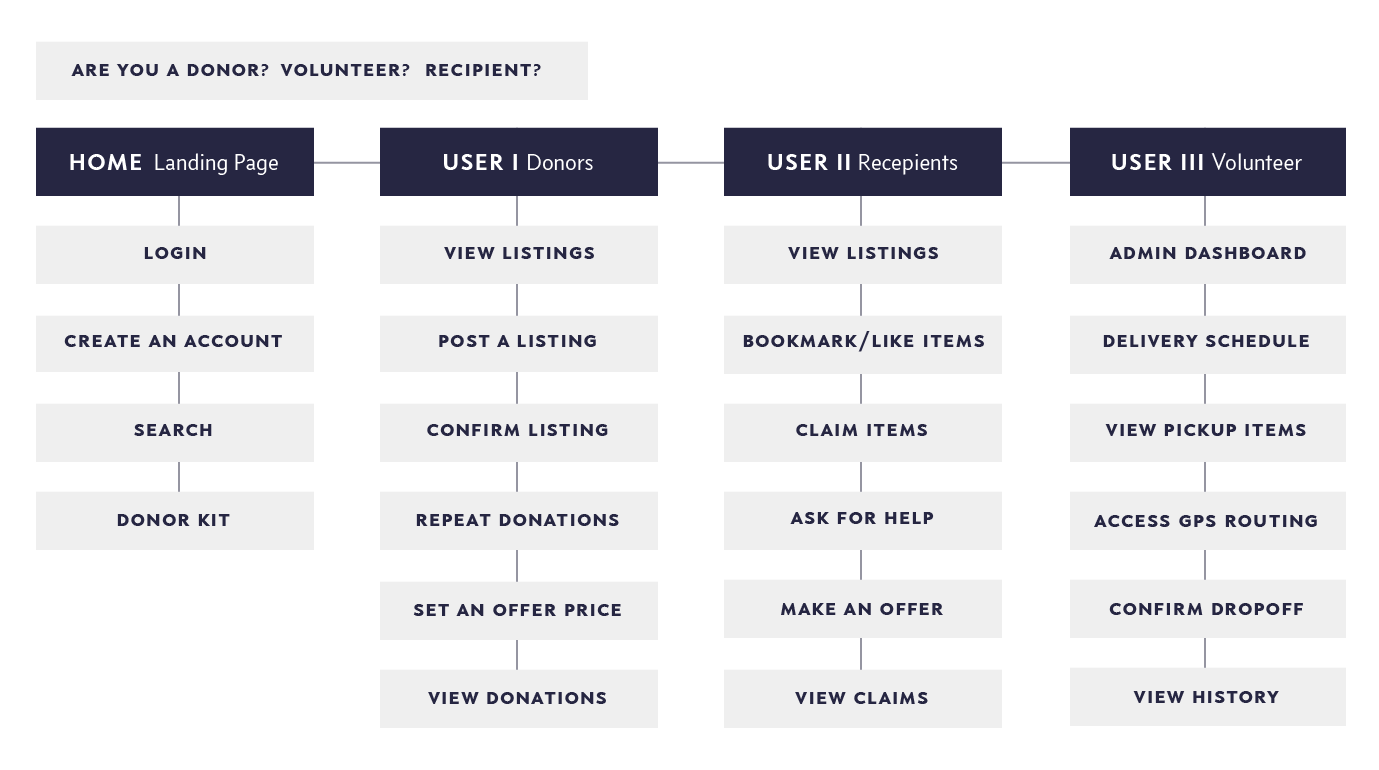 ARE YOU A DONOR? VOLUNTEER? RECIPIENT?
HOME Landing Page
LOGIN
CREATE AN ACCOUNT
SEARCH
DONOR KIT
USER I Donors
VIEW LISTINGS
POST A LISTING
CONFIRM LISTING
REPEAT DONATIONS
SET AN OFFER PRICE
VIEW DONATIONS
USER II Recepients
VIEW LISTINGS
BOOKMARK/LIKE ITEMS
CLAIM ITEMS
ASK FOR HELP
MAKE AN OFFER
VIEW CLAIMS
USER III Volunteer
ADMIN DASHBOARD
DELIVERY SCHEDULE
VIEW PICKUP ITEMS
ACCESS GPS ROUTING
CONFIRM DROPOFF
VIEW HISTORY